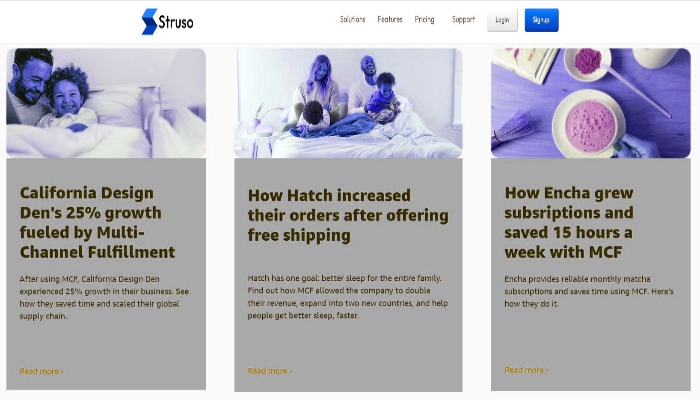 Struso
Solutions
Features
Pricing
Support
Login
Signup
California Design
Den's 25% growth
fueled by Multi-
Channel Fulfillment
After using MCF, California Design Den
experienced 25% growth in their business. See
how they saved time and scaled their global
supply chain.
Read more ›
How Hatch increased
their orders after offering
free shipping
Hatch has one goal: better sleep for the entire family.
Find out how MCF allowed the company to double
their revenue, expand into two new countries, and help
people get better sleep, faster.
Read more ›
How Encha grew
subsriptions and
saved 15 hours a
week with MCF
Encha provides reliable monthly matcha
subscriptions and saves time using MCF. Here's
how they do it.
Read more ›